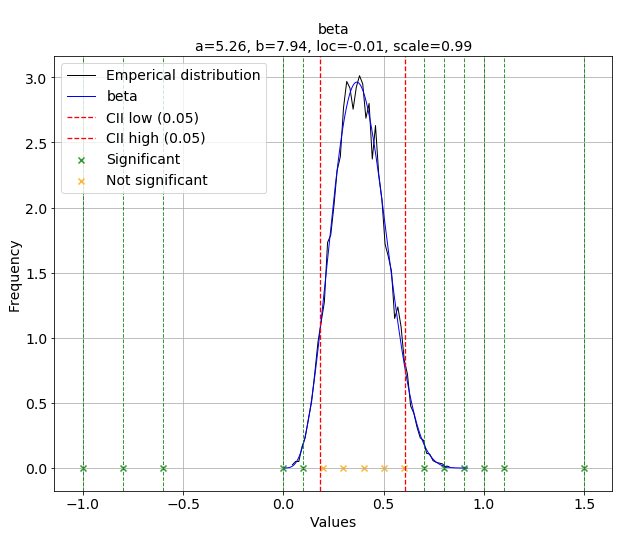 beta
a=5.26, b=7.94, loc=-0.01, scale=0.99
Emperical distribution
beta
CII low (0.05)
CII high (0.05)
Significant
Not significant
Frequency
3.0
2.5
2.0
1.5
1.0
0.5
0.0
−1.0 −0.5 0.0 0.5 1.0 1.5
Values